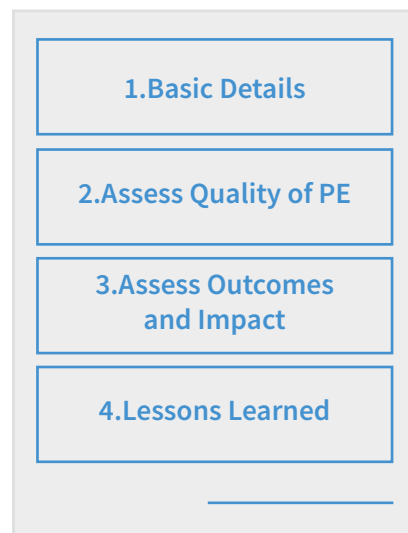 1.Basic Details
2.Assess Quality of PE
3.Assess Outcomes
and Impact
4.Lessons Learned